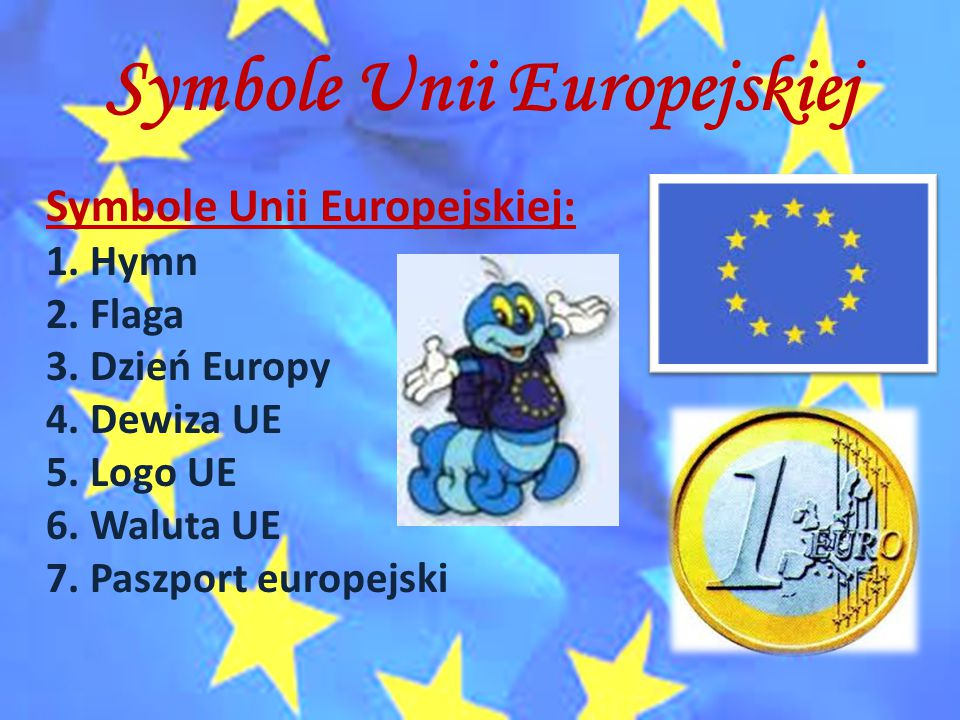 Symbole Unii Europejskiej
Symbole Unii Europejskiej:
1. Hymn
2. Flaga
3. Dzień Europy
4. Dewiza UE
5. Logo UE
6. Waluta UE
7. Paszport europejski
1
EURO